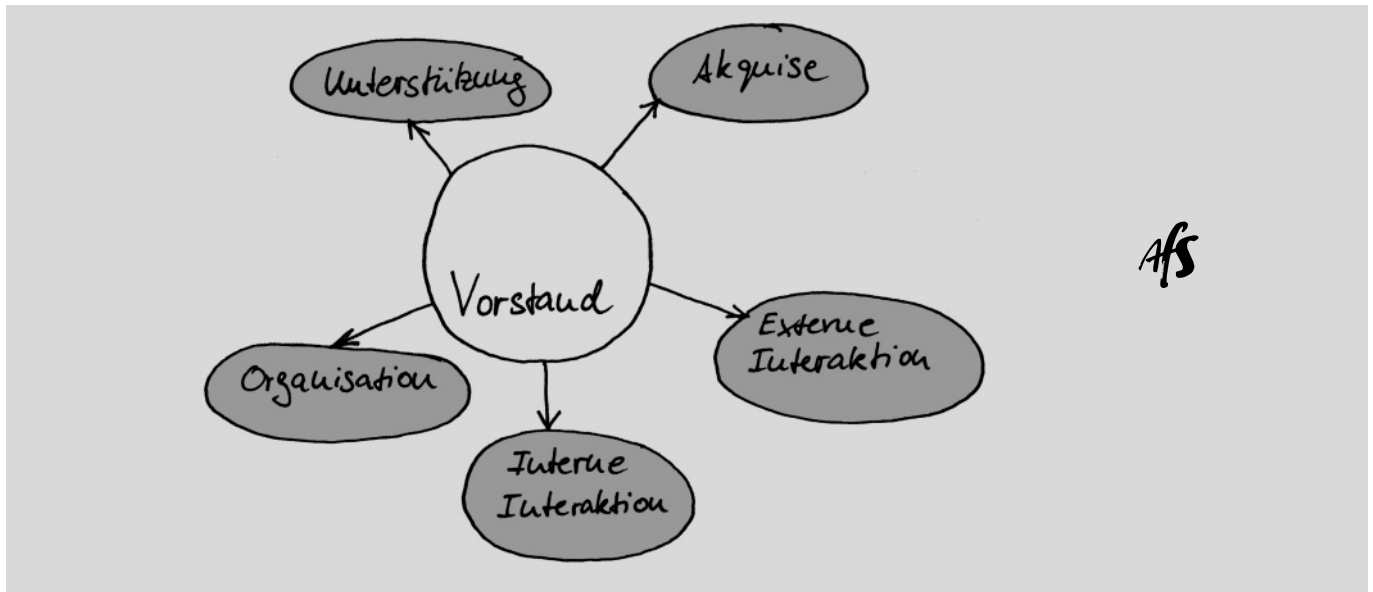 Unterstützung
Akquise
Vorstand
Externe
Interaktion
Organisation
Interne
Interaktion
Afs